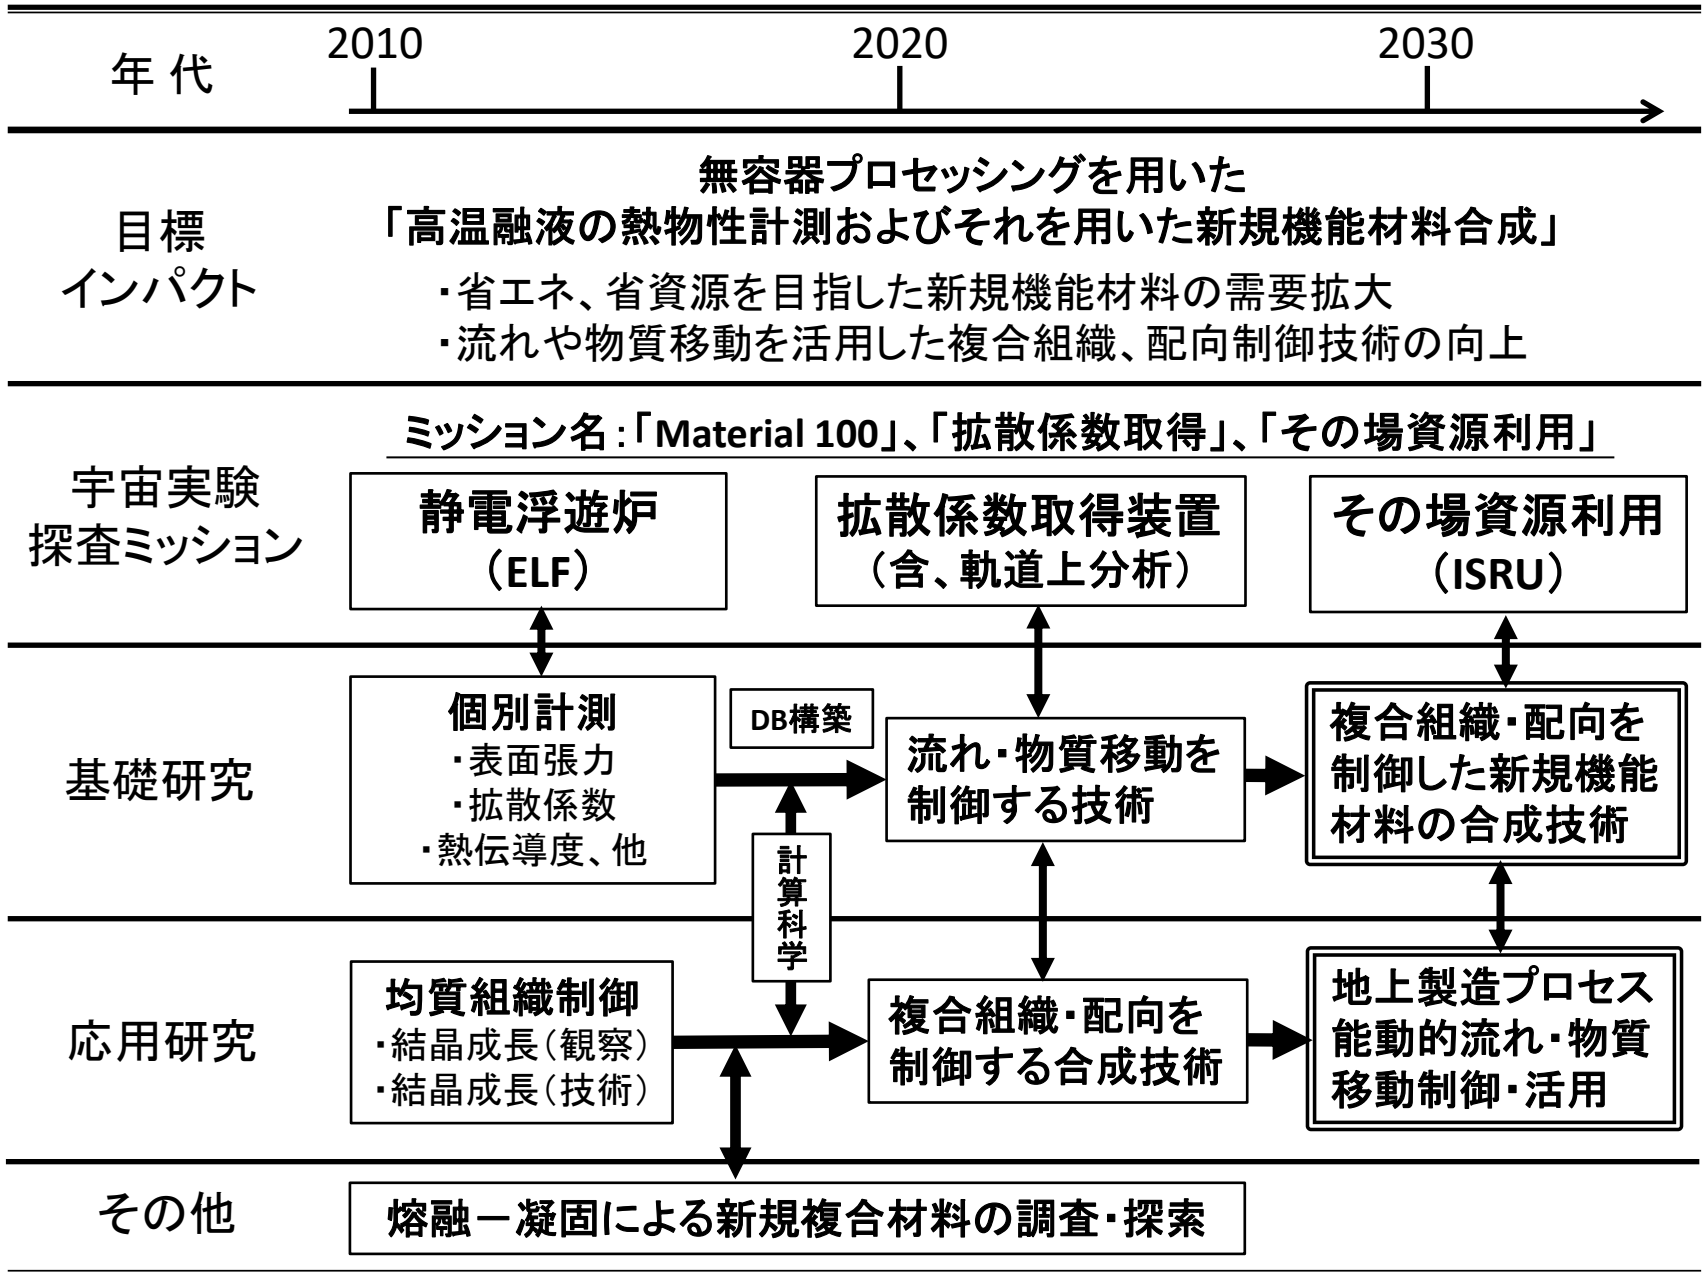 年 代
2010
2020
2030
目標
インパクト
無容器プロセッシングを用いた
「高温融液の熱物性計測およびそれを用いた新規機能材料合成」
・省エネ、省資源を目指した新規機能材料の需要拡大
・流れや物質移動を活用した複合組織、配向制御技術の向上
宇宙実験
探査ミッション
ミッション名：「Material 100」、「拡散係数取得」、「その場資源利用」
静電浮遊炉
（ELF）
拡散係数取得装置
（含、軌道上分析）
その場資源利用
（ISRU）
基礎研究
個別計測
・表面張力
・拡散係数
・熱伝導度、他
DB構築
流れ・物質移動を
制御する技術
複合組織・配向を
制御した新規機能
材料の合成技術
計算科学
応用研究
均質組織制御
・結晶成長（観察）
・結晶成長（技術）
複合組織・配向を
制御する合成技術
地上製造プロセス
能動的流れ・物質
移動制御・活用
その他
熔融－凝固による新規複合材料の調査・探索